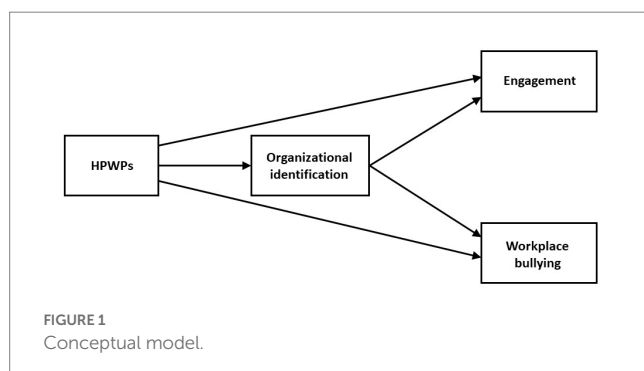 Engagement
HPWPs
Organizational
identification
Workplace
bullying
FIGURE 1
Conceptual model.